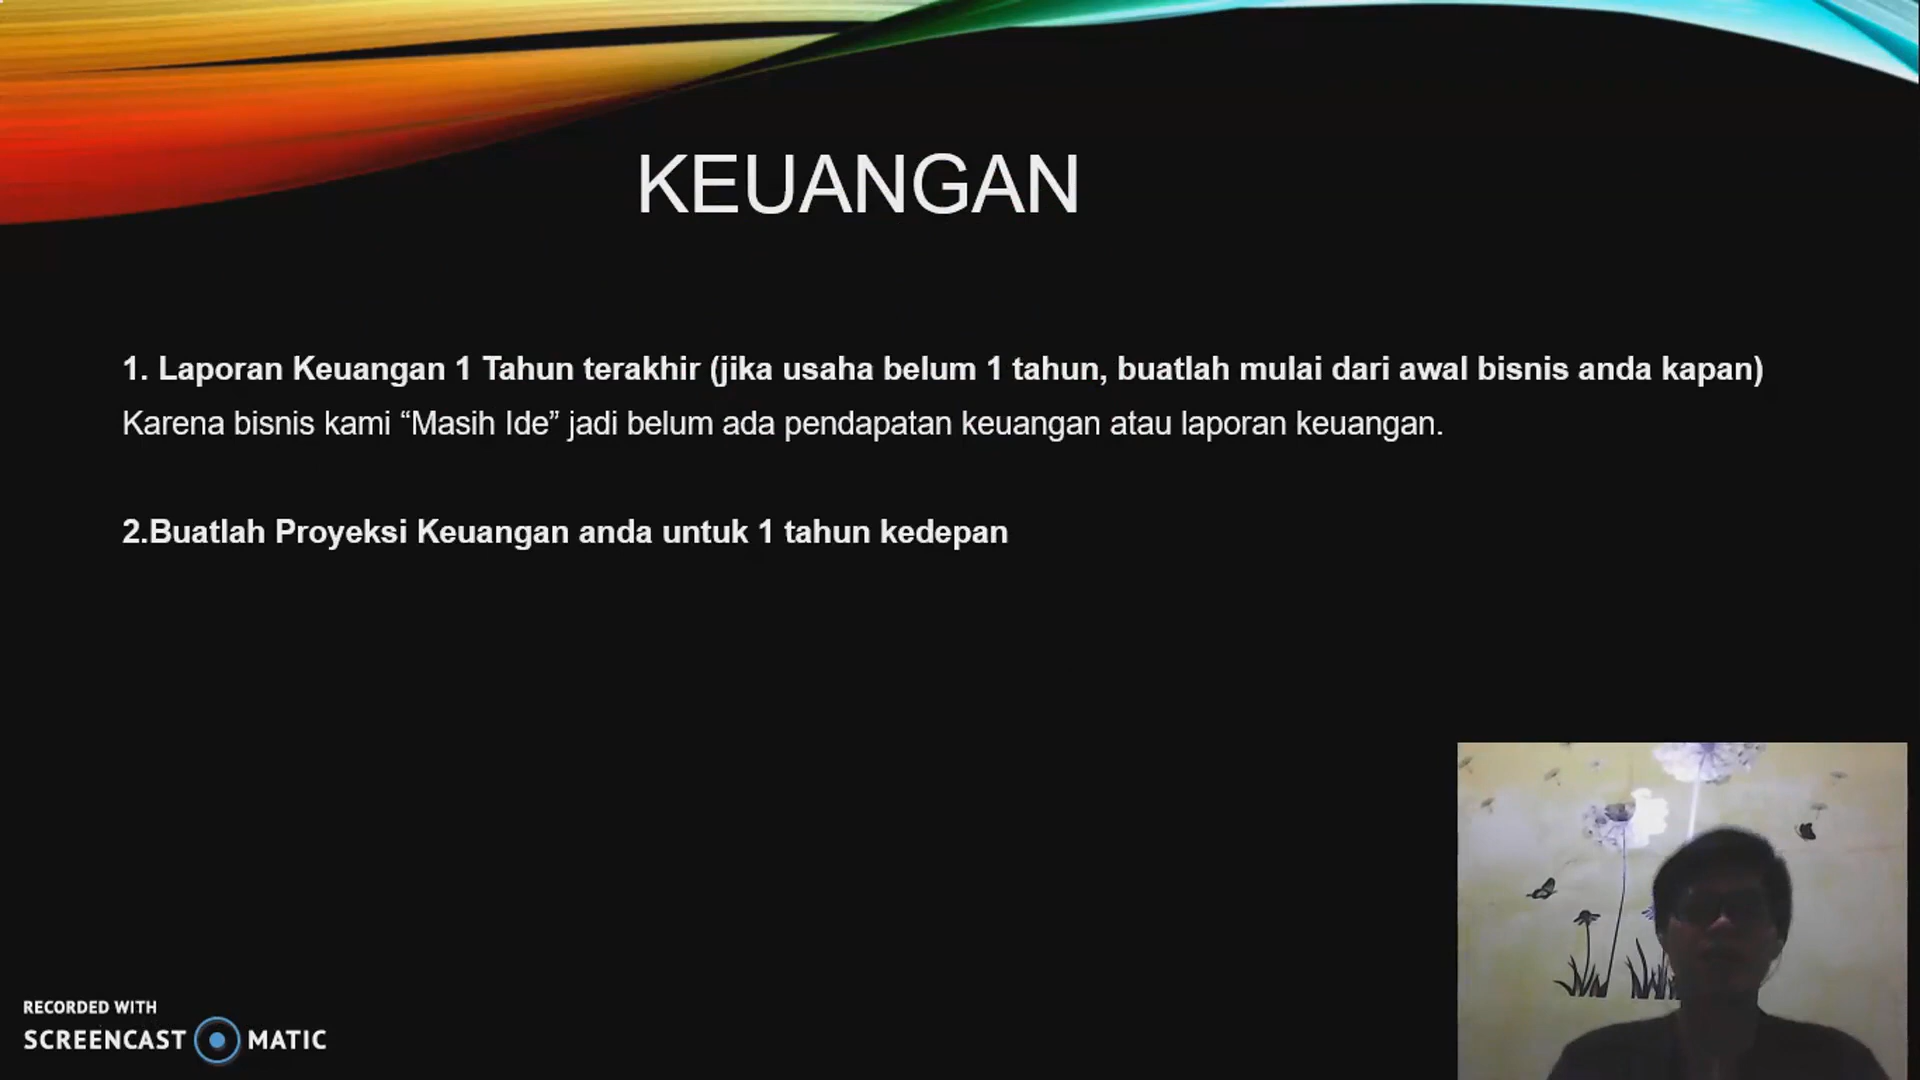 KEUANGAN
1. Laporan Keuangan 1 Tahun terakhir (jika usaha belum 1 tahun, buatlah mulai dari awal bisnis anda kapan)
Karena bisnis kami “Masih Ide” jadi belum ada pendapatan keuangan atau laporan keuangan.
2.Buatlah Proyeksi Keuangan anda untuk 1 tahun kedepan
RECORDED WITH
SCREENCAST MATIC